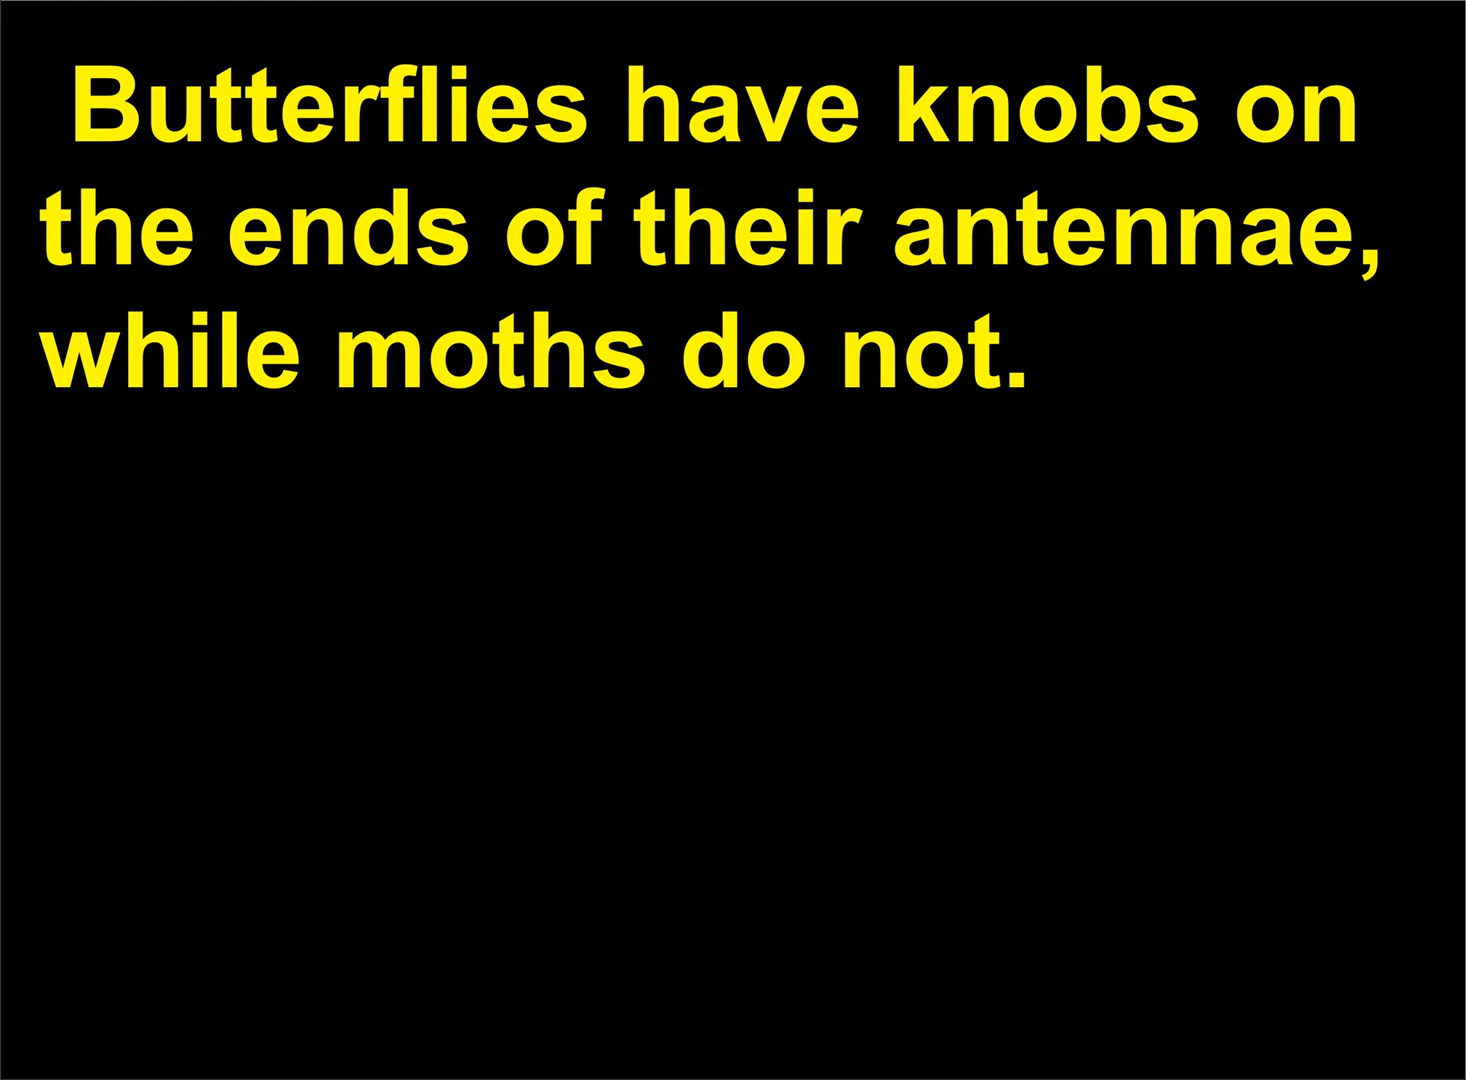 Butterflies have knobs on
the ends of their antennae,
while moths do not.